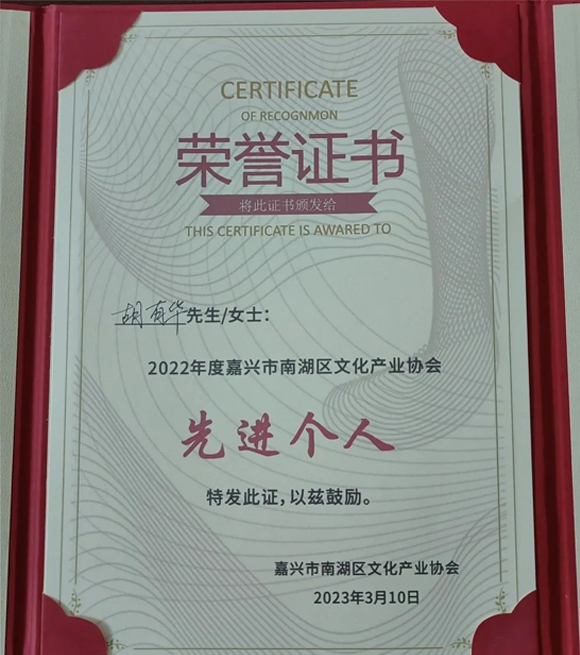 CERTIFICATE
OF RECOGNMON
荣誉证书
将此证书颁发给
THIS CERTIFICATE IS AWARED TO
胡有华先生/女士：
2022年度嘉兴市南湖区文化产业协会
先进个人
特发此证，以兹鼓励。
嘉兴市南湖区文化产业协会
2023年3月10日